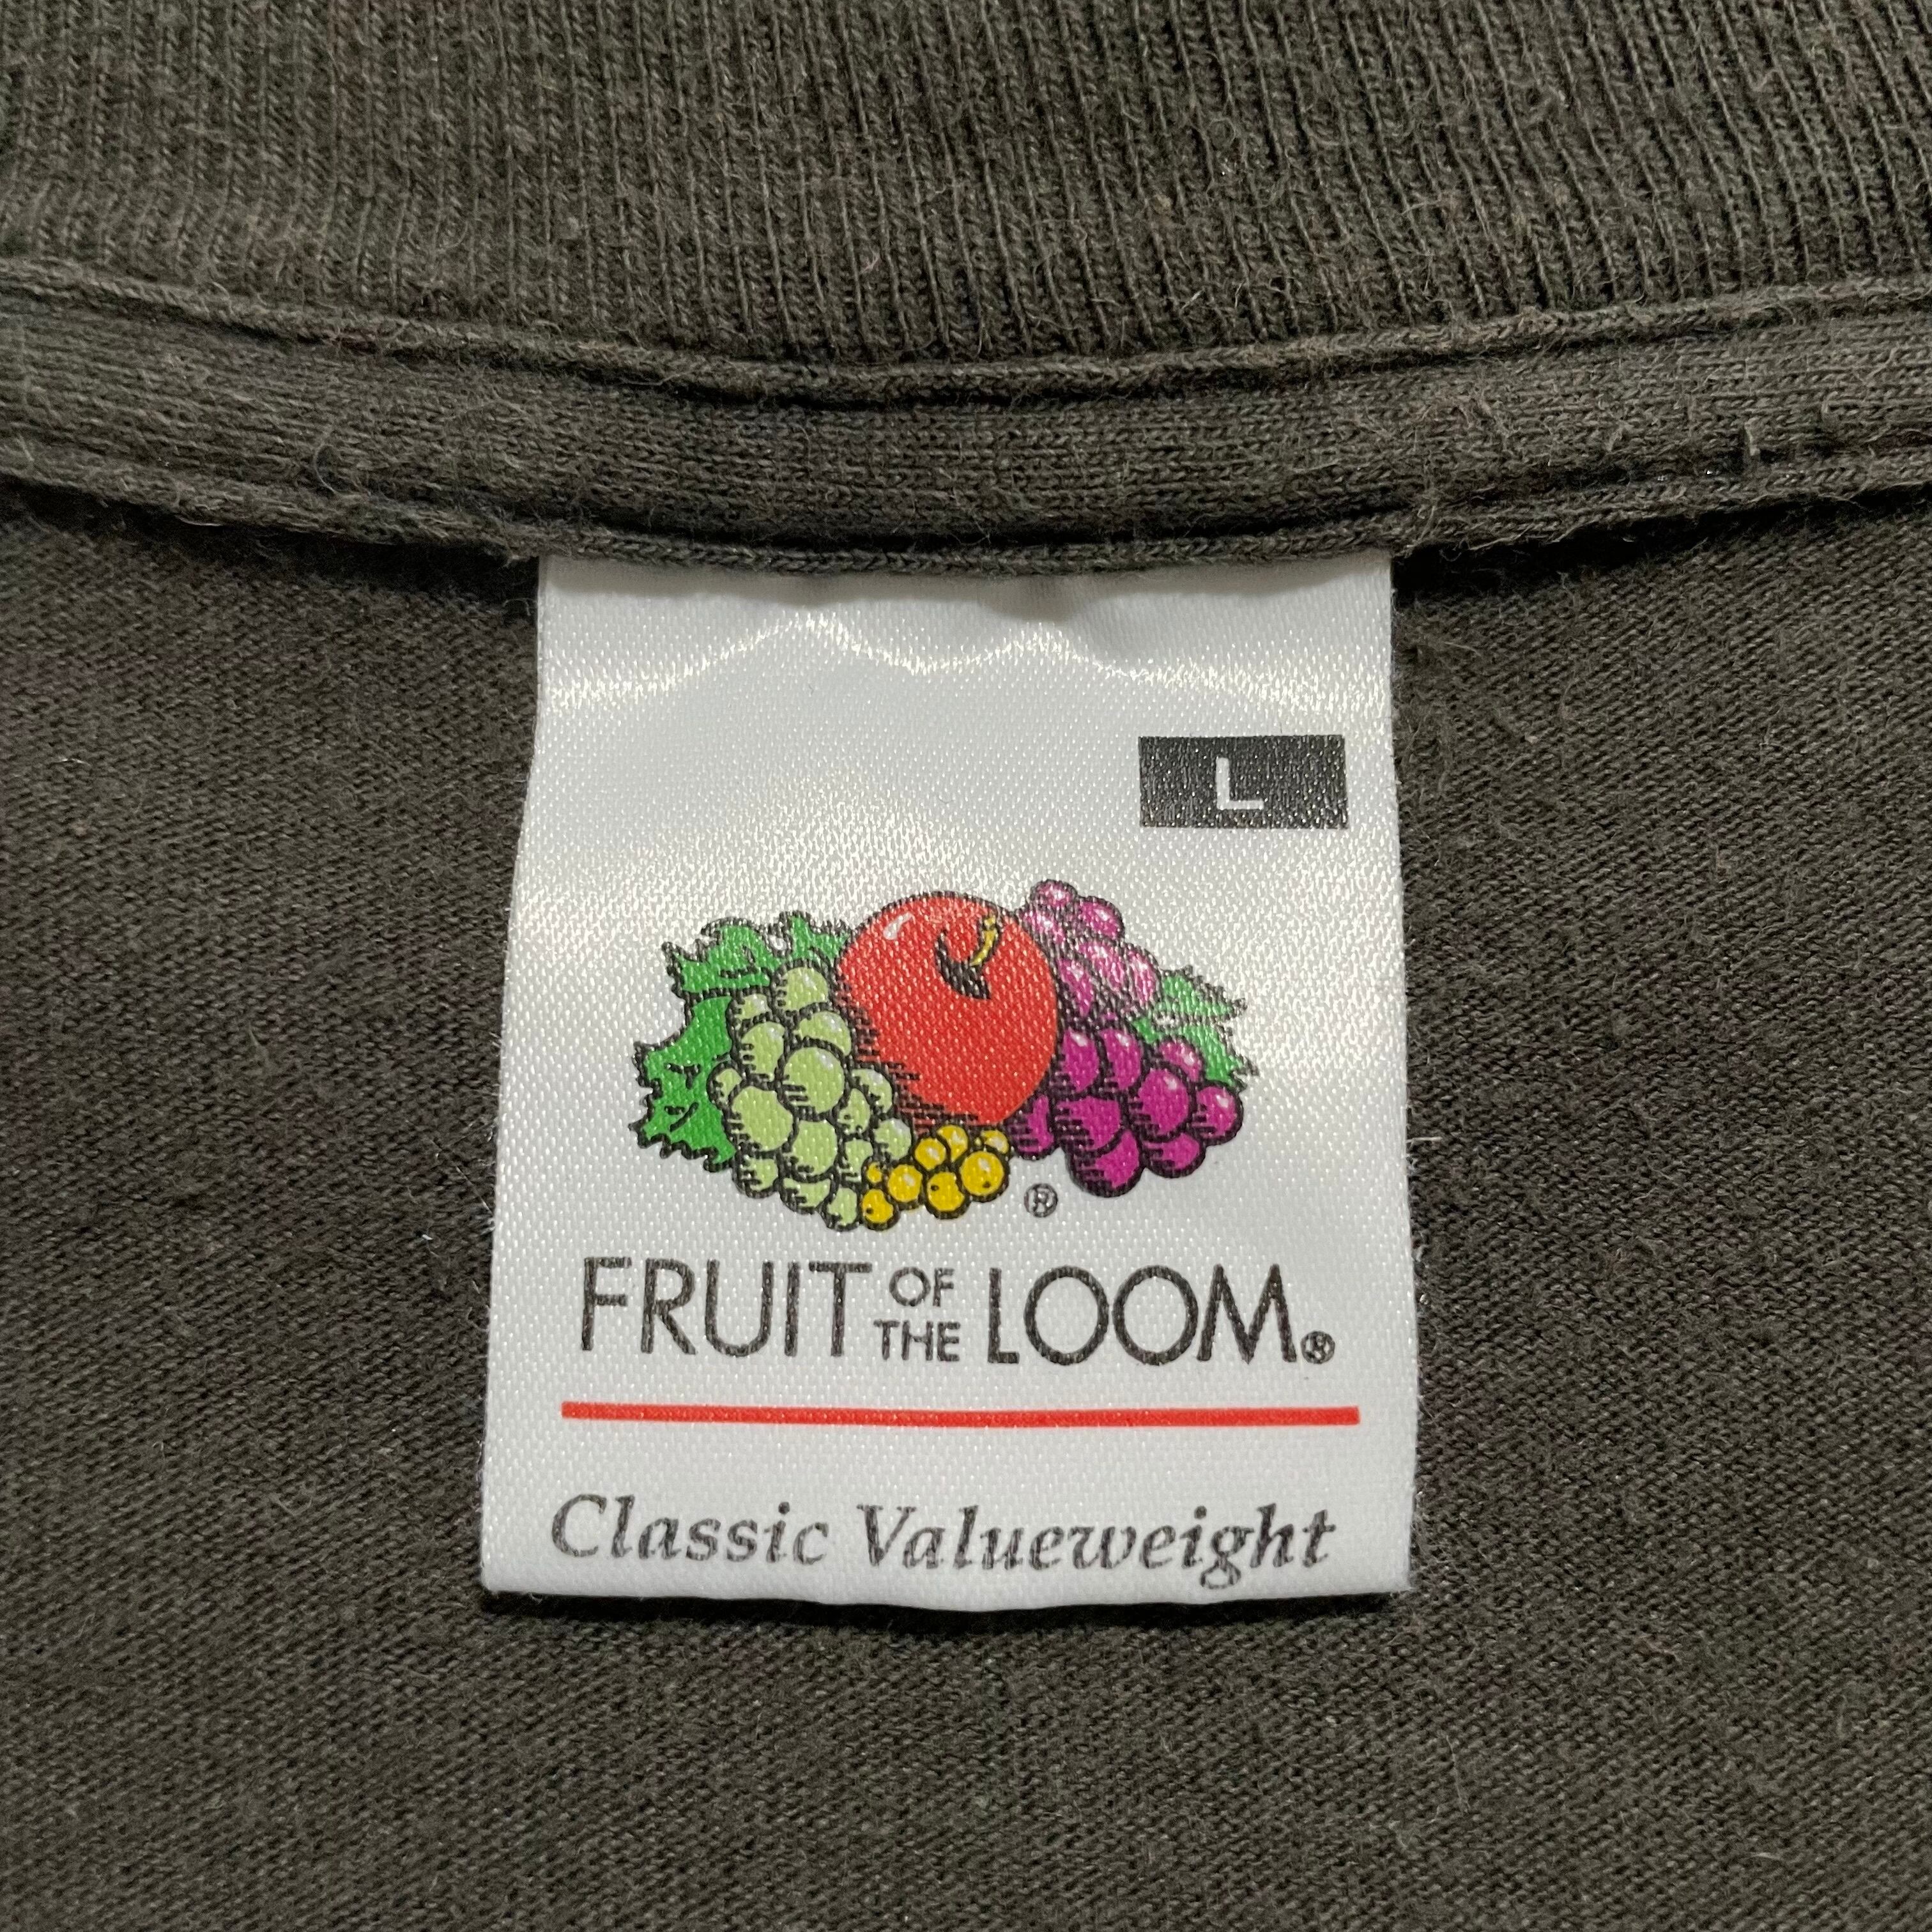 L
®
FRUIT OF THE LOOM®
Classic Valueweight